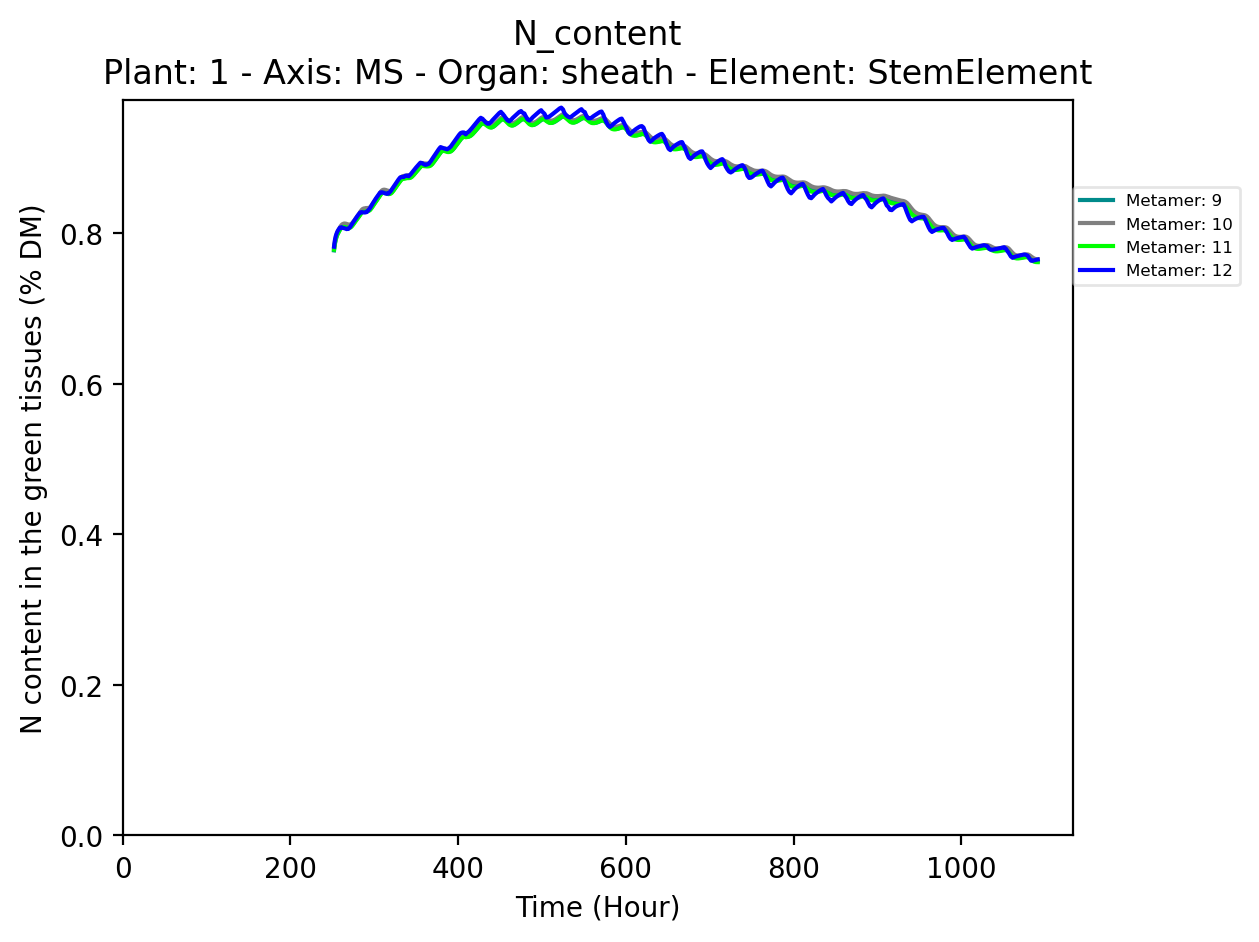 N_content
Plant: 1 - Axis: MS - Organ: sheath - Element: StemElement
N content in the green tissues (% DM)
0.8
0.6
0.4
0.2
0.0
0
200
400
600
800
1000
Time (Hour)
Metamer: 9
Metamer: 10
Metamer: 11
Metamer: 12